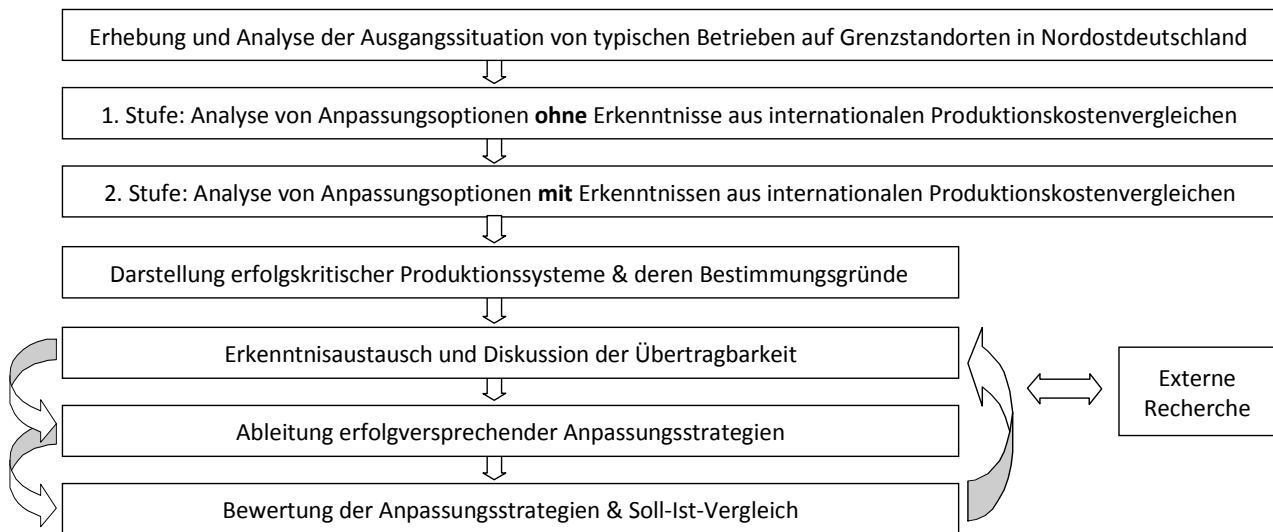 Erhebung und Analyse der Ausgangssituation von typischen Betrieben auf Grenzstandorten in Nordostdeutschland
1. Stufe: Analyse von Anpassungsoptionen ohne Erkenntnisse aus internationalen Produktionskostenvergleichen
2. Stufe: Analyse von Anpassungsoptionen mit Erkenntnissen aus internationalen Produktionskostenvergleichen
Darstellung erfolgskritischer Produktionssysteme & deren Bestimmungsgründe
Erkenntnisaustausch und Diskussion der Übertragbarkeit
Externe
Recherche
Ableitung erfolgversprechender Anpassungsstrategien
Bewertung der Anpassungsstrategien & Soll-Ist-Vergleich